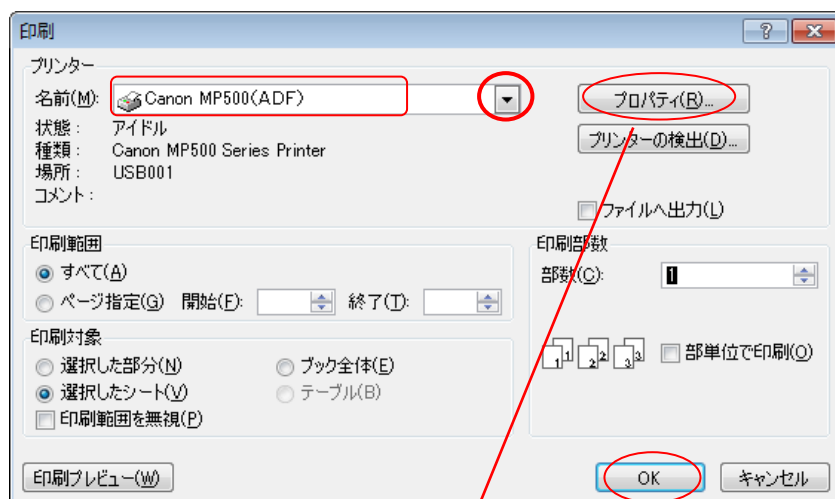 印刷
プリンター
名前(M): Canon MP500(ADF) プロパティ(R)...
状態: アイドル プリンターの検出(D)...
種類: Canon MP500 Series Printer
場所: USB001
コメント: ファイルへ出力(L)
印刷範囲 印刷部数
すべて(A) 部数(C): 1
ページ指定(G) 開始(F): 終了(T):
印刷対象
選択した部分(N) ブック全体(E) 1 1 2 2 3 3 部単位で印刷(O)
選択したシート(V) テーブル(B)
印刷範囲を無視(P)
印刷プレビュー(W) OK キャンセル